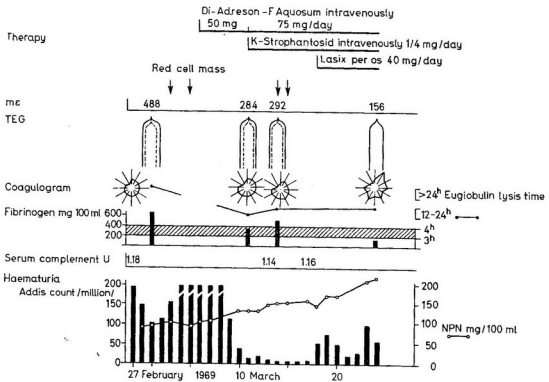 Di-Adreson-F Aquosum intravenously
50 mg 75 mg/day
Therapy
K-Strophantosid intravenously 1/4 mg/day
Lasix per os 40 mg/day
Red cell mass
mε 488 284 292 156
TEG
Coagulogram
>24h Euglobulin lysis time
Fibrinogen mg 100 ml 600 12-24h
400 4h
200 3h
Serum complement U 1.18 1.14 1.16
Haematuria
Addis count /million/
200 200
150 150
100 100
NPN mg/100 ml
50 50
0 0
27 February 1969 10 March 20